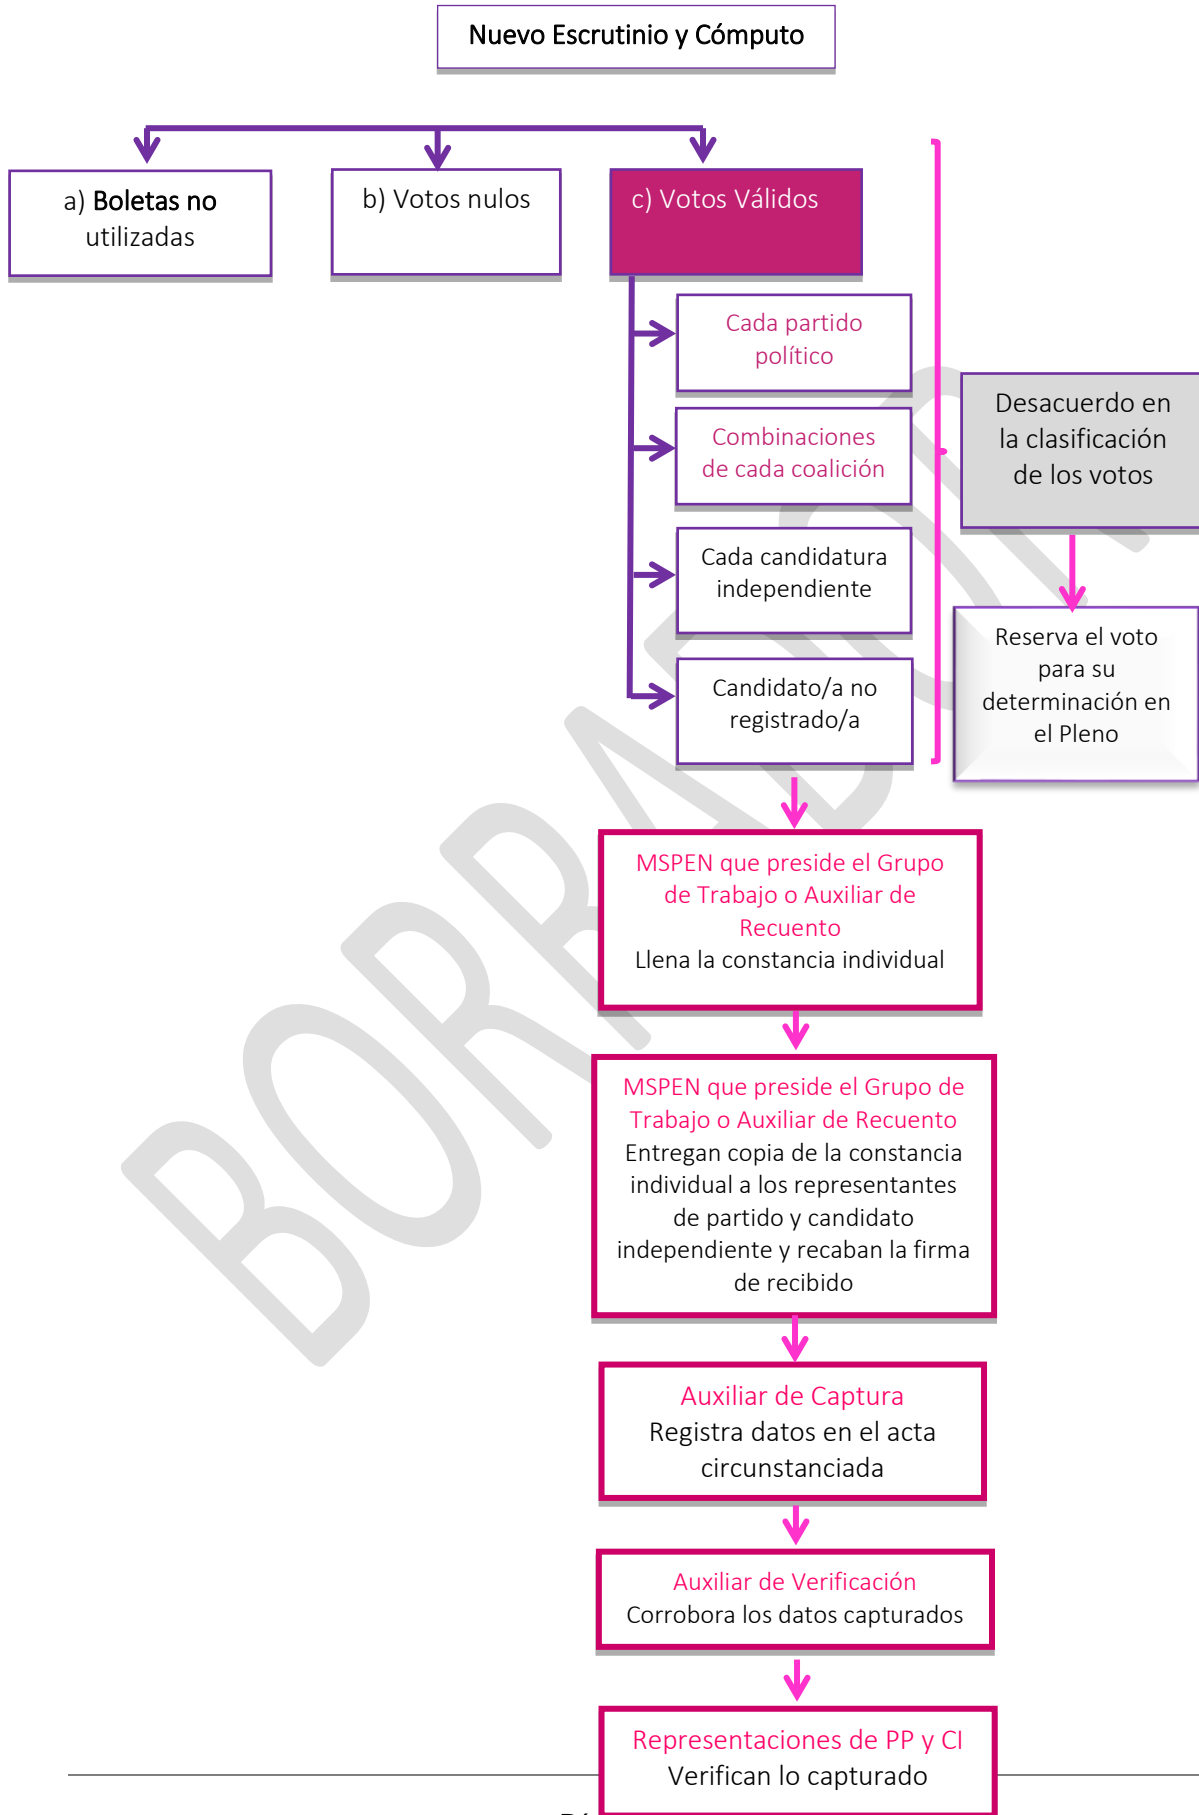 Nuevo Escrutinio y Cómputo
a) Boletas no
utilizadas
b) Votos nulos
c) Votos Válidos
Cada partido
político
Combinaciones
de cada coalición
Cada candidatura
independiente
Candidato/a no
registrado/a
Desacuerdo en
la clasificación
de los votos
Reserva el voto
para su
determinación en
el Pleno
MSPEN que preside el Grupo
de Trabajo o Auxiliar de
Recuento
Llena la constancia individual
MSPEN que preside el Grupo de
Trabajo o Auxiliar de Recuento
Entregan copia de la constancia
individual a los representantes
de partido y candidato
independiente y recaban la firma
de recibido
Auxiliar de Captura
Registra datos en el acta
circunstanciada
Auxiliar de Verificación
Corrobora los datos capturados
Representaciones de PP y CI
Verifican lo capturado
BORRADOR